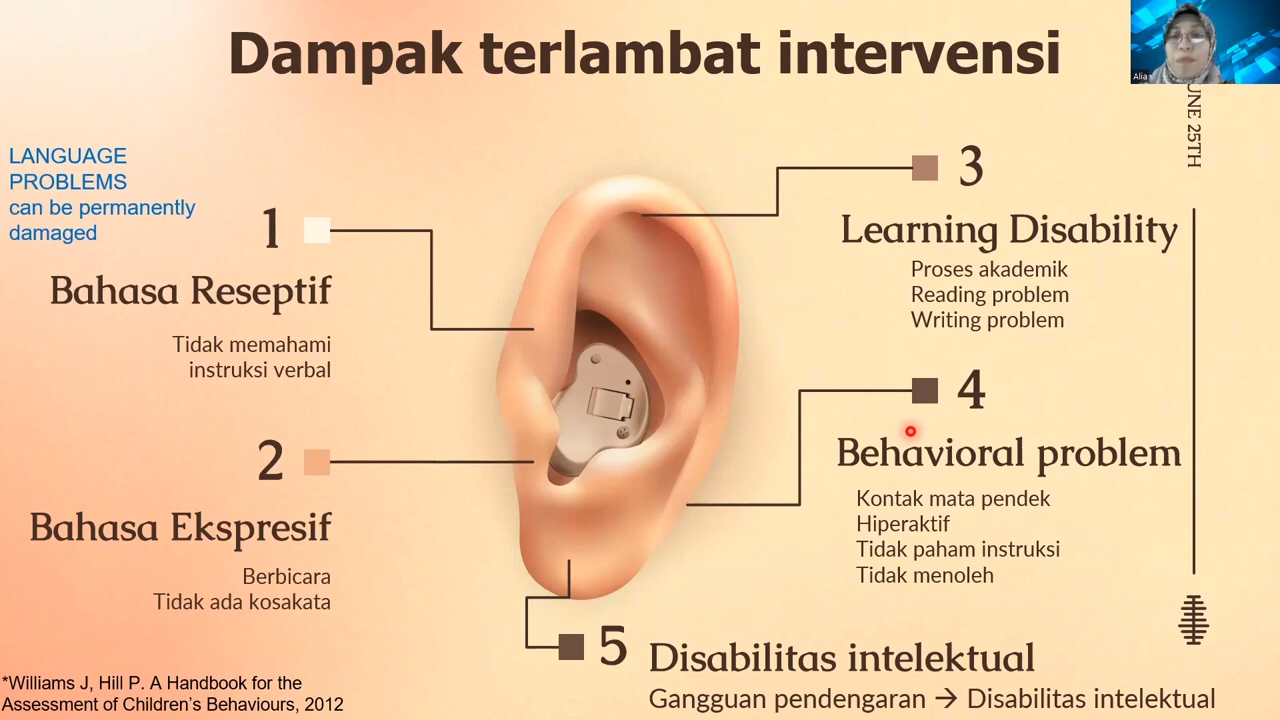 Dampak terlambat intervensi
Alia
UNE 25TH
LANGUAGE
PROBLEMS
can be permanently
damaged
1
Bahasa Reseptif
Tidak memahami
instruksi verbal
2
Bahasa Ekspresif
Berbicara
Tidak ada kosakata
3
Learning Disability
Proses akademik
Reading problem
Writing problem
4
Behavioral problem
Kontak mata pendek
Hiperaktif
Tidak paham instruksi
Tidak menoleh
5
Disabilitas intelektual
Gangguan pendengaran → Disabilitas intelektual
*Williams J, Hill P. A Handbook for the
Assessment of Children’s Behaviours, 2012